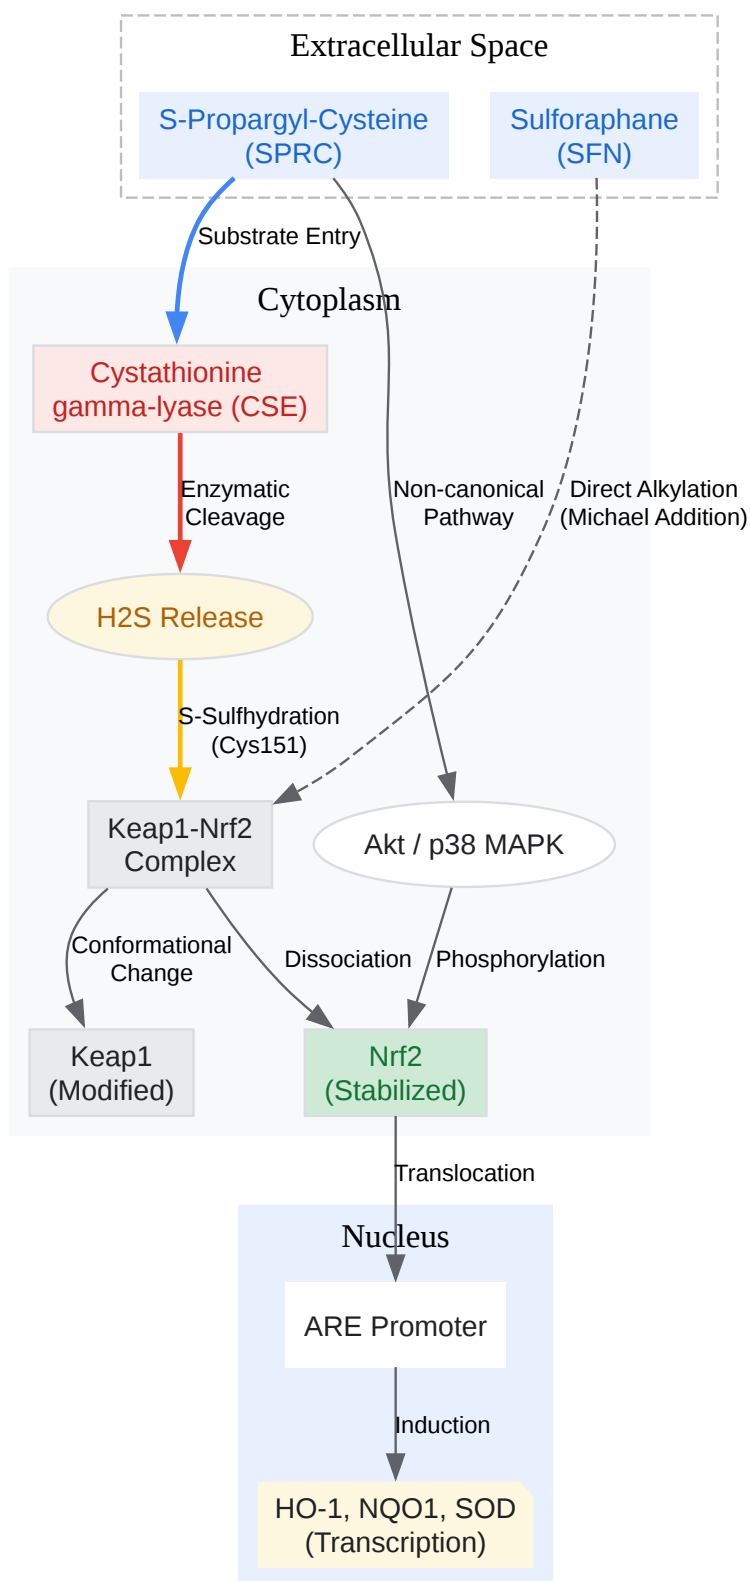 Extracellular Space
S-Propargyl-Cysteine
(SPRC)
Sulforaphane
(SFN)
Substrate Entry
Cytoplasm
Cystathionine
gamma-lyase (CSE)
Enzymatic
Cleavage
Non-canonical
Pathway
Direct Alkylation
(Michael Addition)
H2S Release
S-Sulfhydration
(Cys151)
Keap1-Nrf2
Complex
Akt / p38 MAPK
Conformational
Change
Dissociation
Phosphorylation
Keap1
(Modified)
Nrf2
(Stabilized)
Translocation
Nucleus
ARE Promoter
Induction
HO-1, NQO1, SOD
(Transcription)